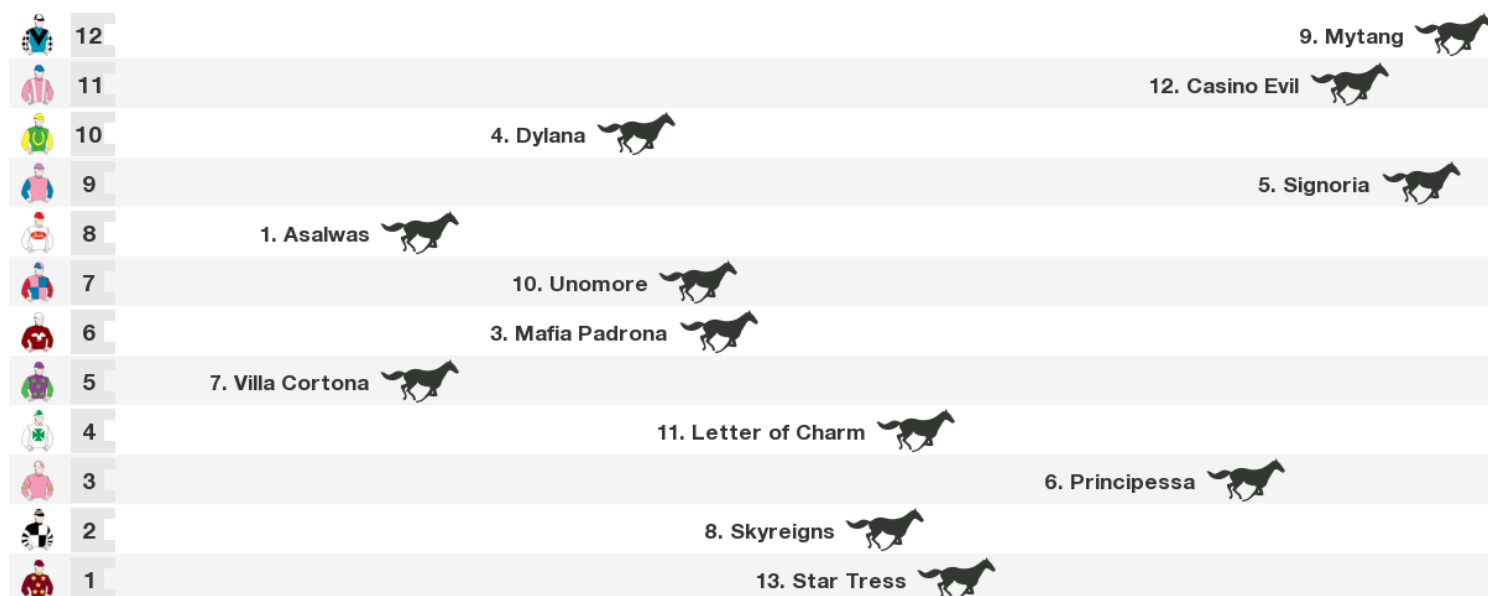 12 9. Mytang
11 12. Casino Evil
10 4. Dylana
9 5. Signoria
8 1. Asalwas
7 10. Unomore
6 3. Mafia Padrona
5 7. Villa Cortona
4 11. Letter of Charm
3 6. Principessa
2 8. Skyreigns
1 13. Star Tress